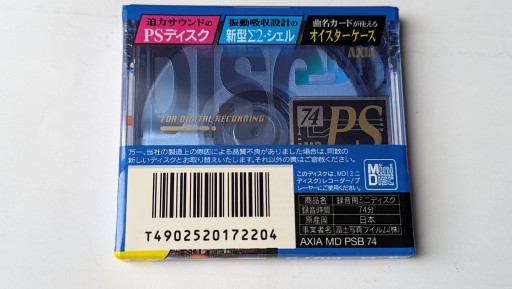 迫力サウンドの
PSディスク
振動吸収設計の
新型Σ2-シェル
曲名カードが使える
オイスターケース
AXIA
DISC
FOR DIGITAL RECORDING
74
PS
MD
万一、当社の製造上の原因による品質不良がありました場合は、同数の
新しいディスクとお取り替えいたします。それ以外の責はご容赦ください。
このディスクは、MD(ミニ
ディスク)レコーダー/プ
レーヤーにご使用ください。
Mini
Disc
T4902520172204
商品名 録音用ミニディスク
録音時間 74分
原産国 日本
事業者名 富士写真フイルム(株)
AXIA MD PSB 74